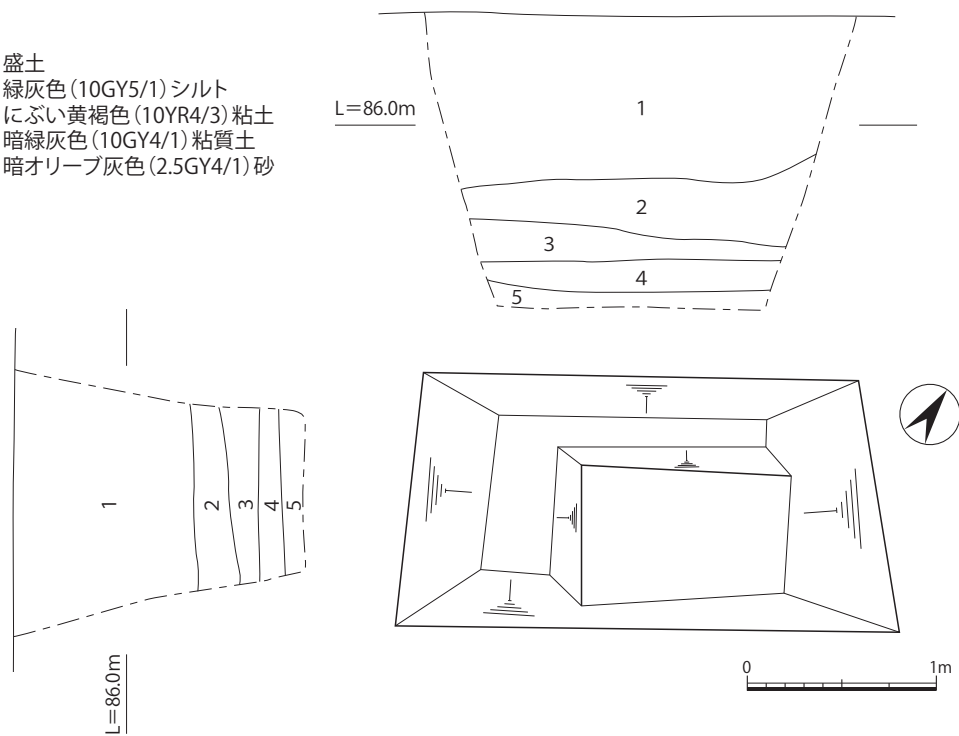 盛土
緑灰色(10GY5/1)シルト
にぶい黄褐色(10YR4/3)粘土
暗緑灰色(10GY4/1)粘質土
暗オリーブ灰色(2.5GY4/1)砂
L=86.0m
1
2
3
4
5
1
2
3
4
5
L=86.0m
0 1m